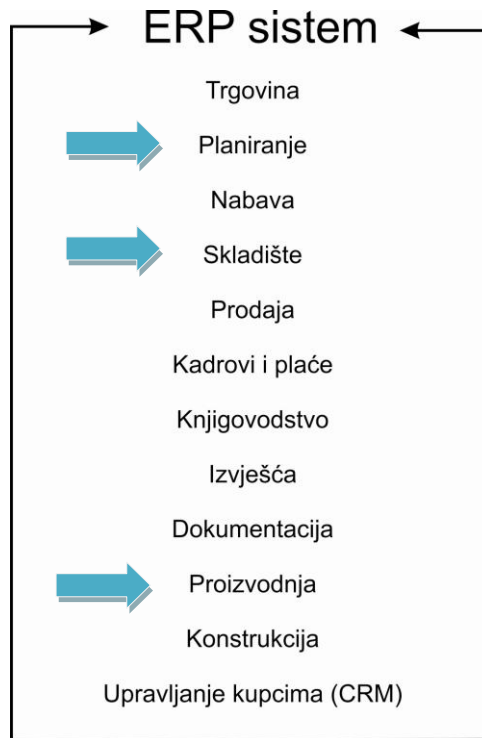 ERP sistem
Trgovina
Planiranje
Nabava
Skladište
Prodaja
Kadrovi i plaće
Knjigovodstvo
Izvješća
Dokumentacija
Proizvodnja
Konstrukcija
Upravljanje kupcima (CRM)